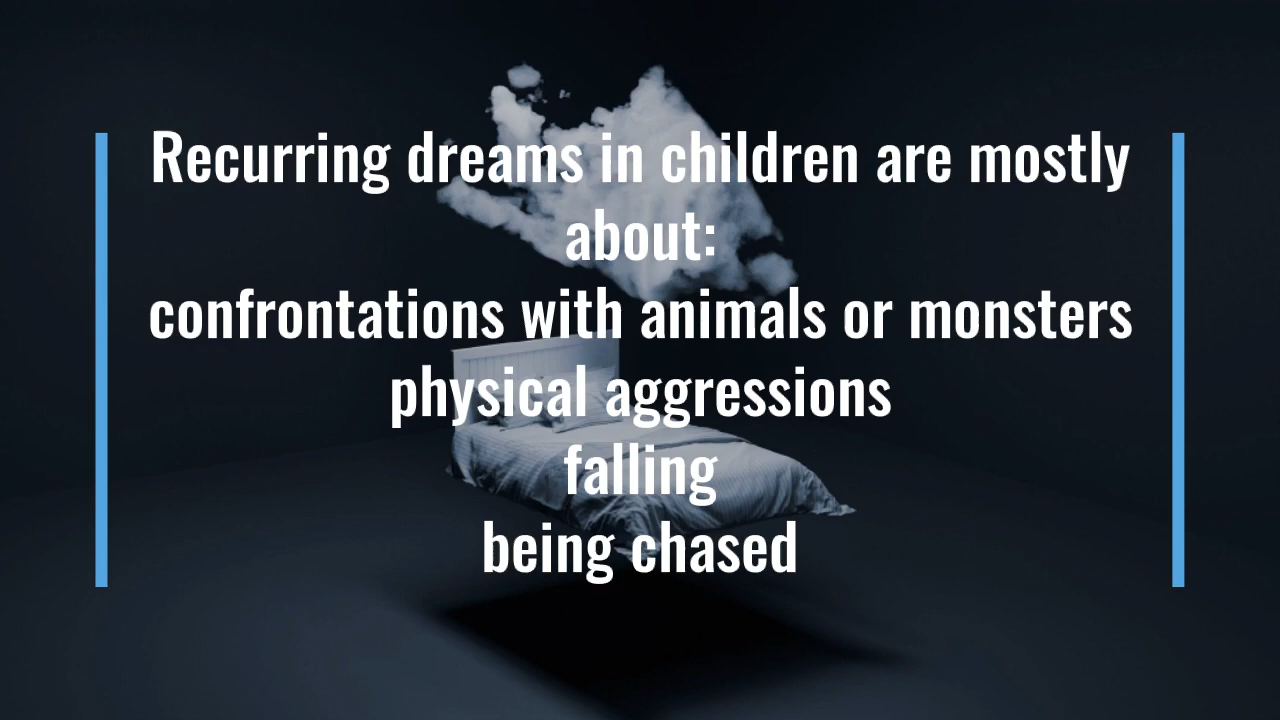 Recurring dreams in children are mostly
about:
confrontations with animals or monsters
physical aggressions
falling
being chased